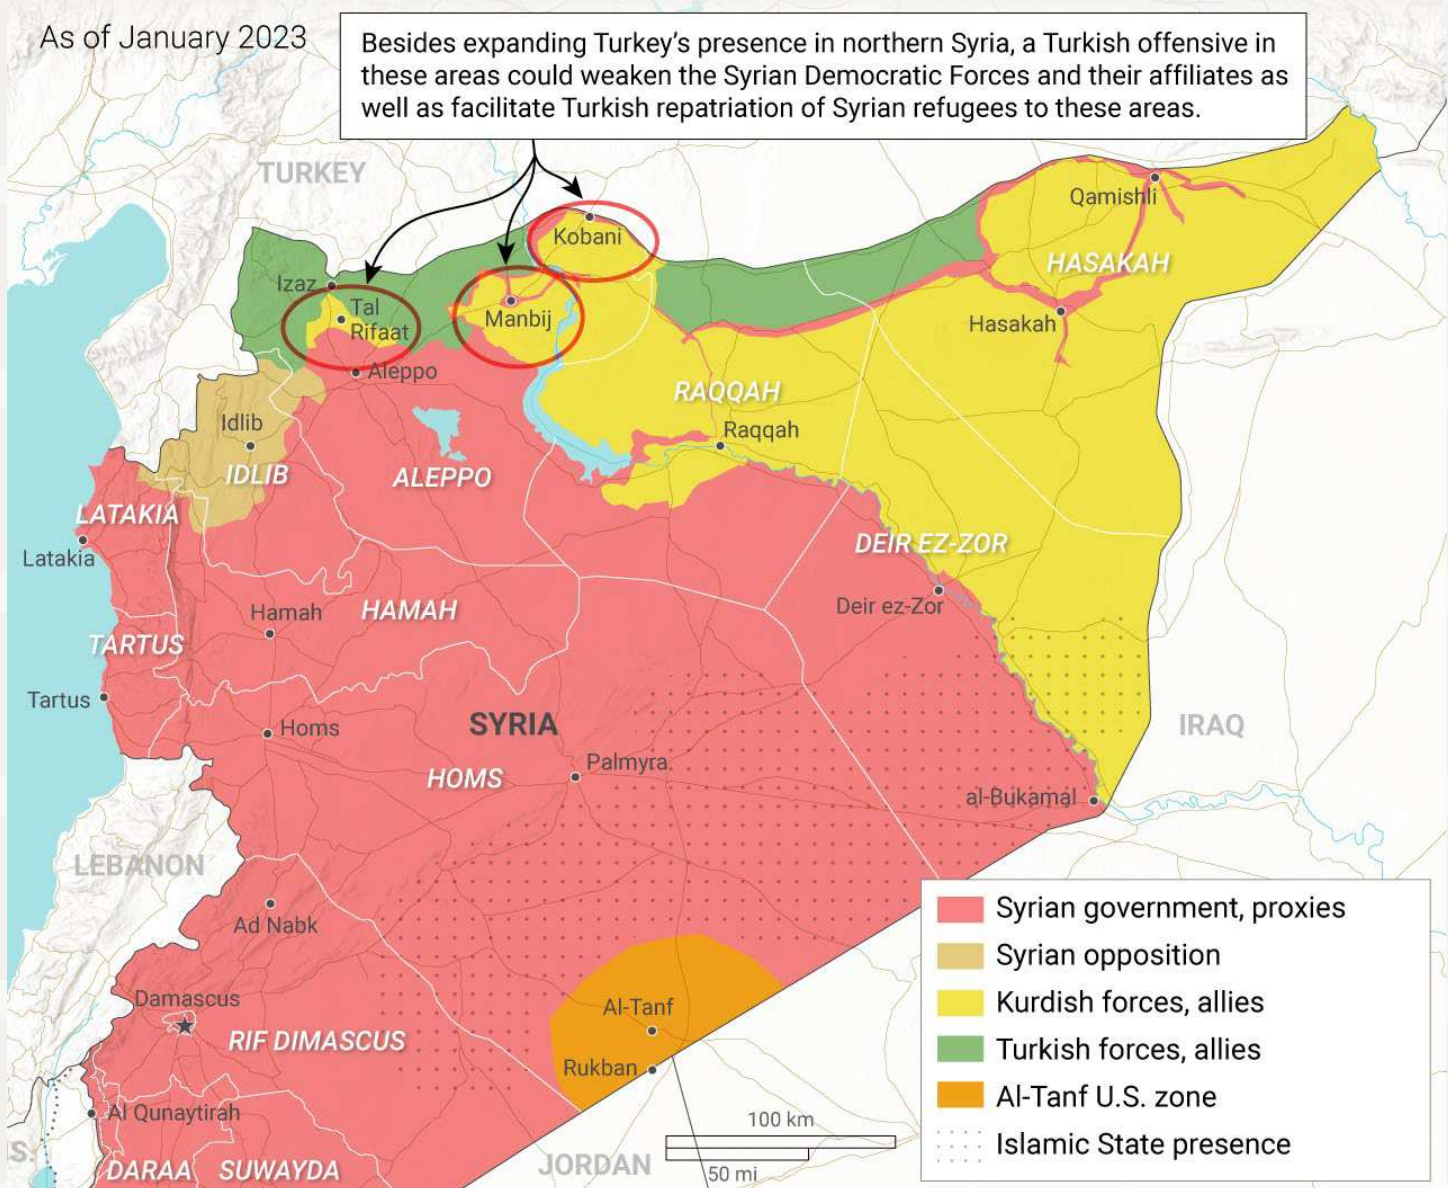 As of January 2023
Besides expanding Turkey's presence in northern Syria, a Turkish offensive in
these areas could weaken the Syrian Democratic Forces and their affiliates as
well as facilitate Turkish repatriation of Syrian refugees to these areas.
TURKEY
Qamishli
Kobani
HASAKAH
Izaz
Tal
Rifaat
Manbij
Hasakah
Aleppo
RAQQAH
Idlib
Raqqah
IDLIB
ALEPPO
LATAKIA
Latakia
DEIR EZ-ZOR
Deir ez-Zor
Hamah
HAMAH
TARTUS
Tartus
Homs
SYRIA
IRAQ
Palmyra
HOMS
al-Bukamal
LEBANON
Ad Nabk
Syrian government, proxies
Syrian opposition
Kurdish forces, allies
Turkish forces, allies
Al-Tanf U.S. zone
Islamic State presence
Damascus
Al-Tanf
RIF DIMASCUS
Rukban
Al Qunaytirah
100 km
50 mi
S.
DARAA
SUWAYDA
JORDAN